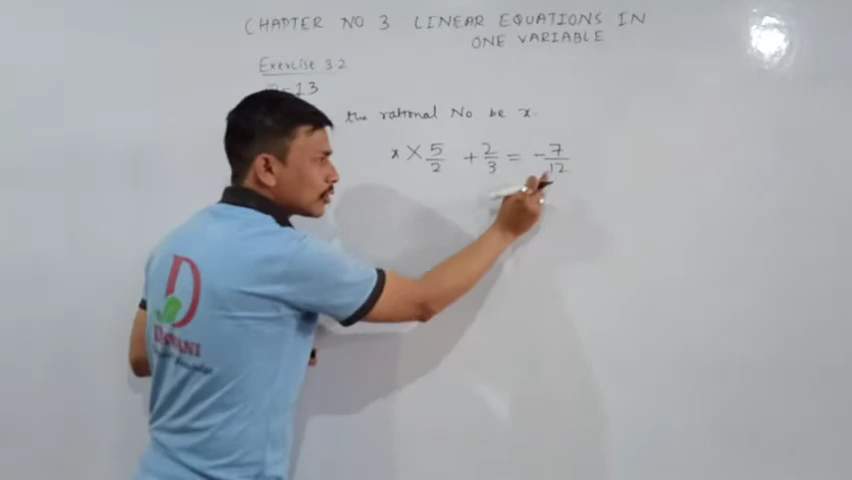 CHAPTER NO 3 LINEAR EQUATIONS IN
ONE VARIABLE
Exercise 3.2
13
the rational No be x.
x × 5/2 + 2/3 = -7/12
D